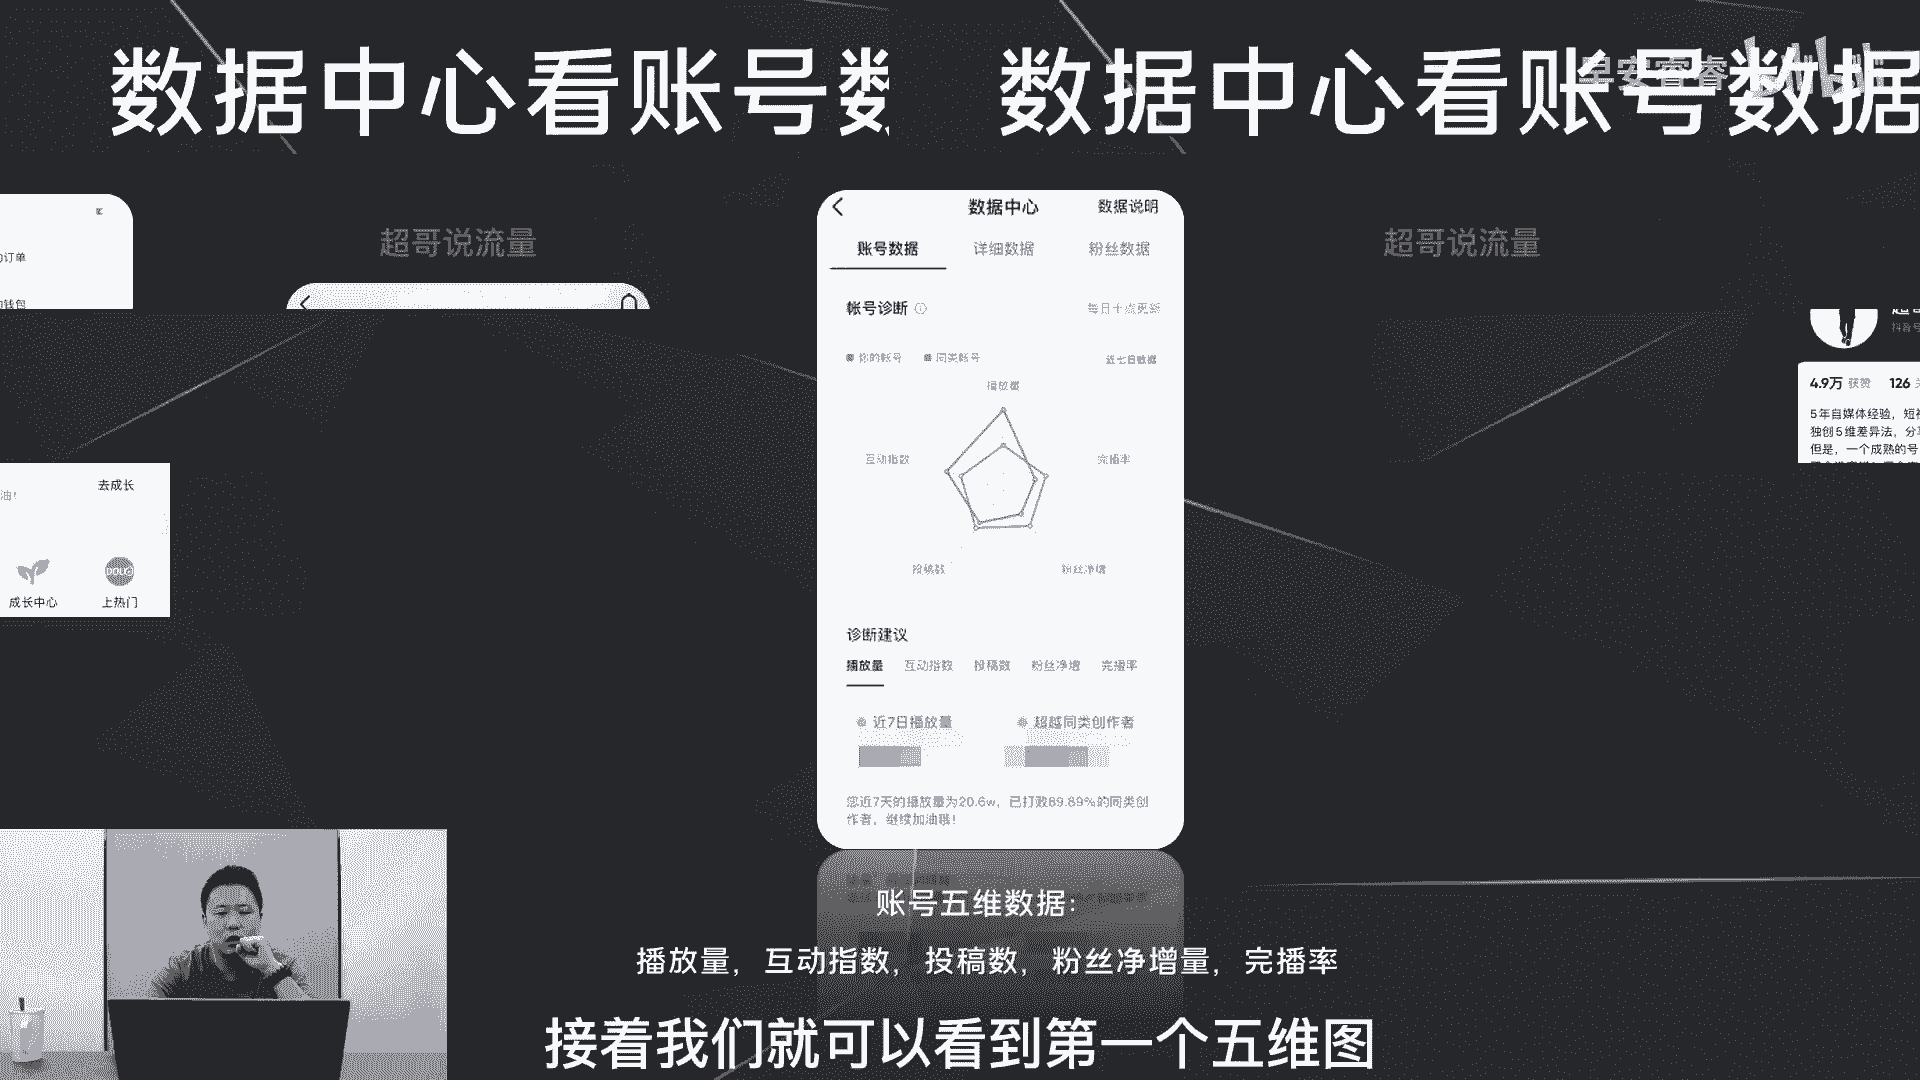 数据中心看账号数
数据中心看账号数据
超哥说流量
超哥说流量
订单
钱包
数据中心
数据说明
账号数据
详细数据
粉丝数据
帐号诊断
每日十点更新
你的帐号
同类帐号
近七日数据
播放量
互动指数
完播率
投稿数
粉丝净增
4.9万 获赞 126
抖音号
5年自媒体经验，短
独创5维差异法，分
但是，一个成熟的号
去成长
油！
成长中心
上热门
诊断建议
播放量 互动指数 投稿数 粉丝净增 完播率
近7日播放量
超越同类创作者
您近7天的播放量为20.6w，已打败89.89%的同类创
作者，继续加油哦！
账号五维数据：
播放量，互动指数，投稿数，粉丝净增量，完播率
接着我们就可以看到第一个五维图